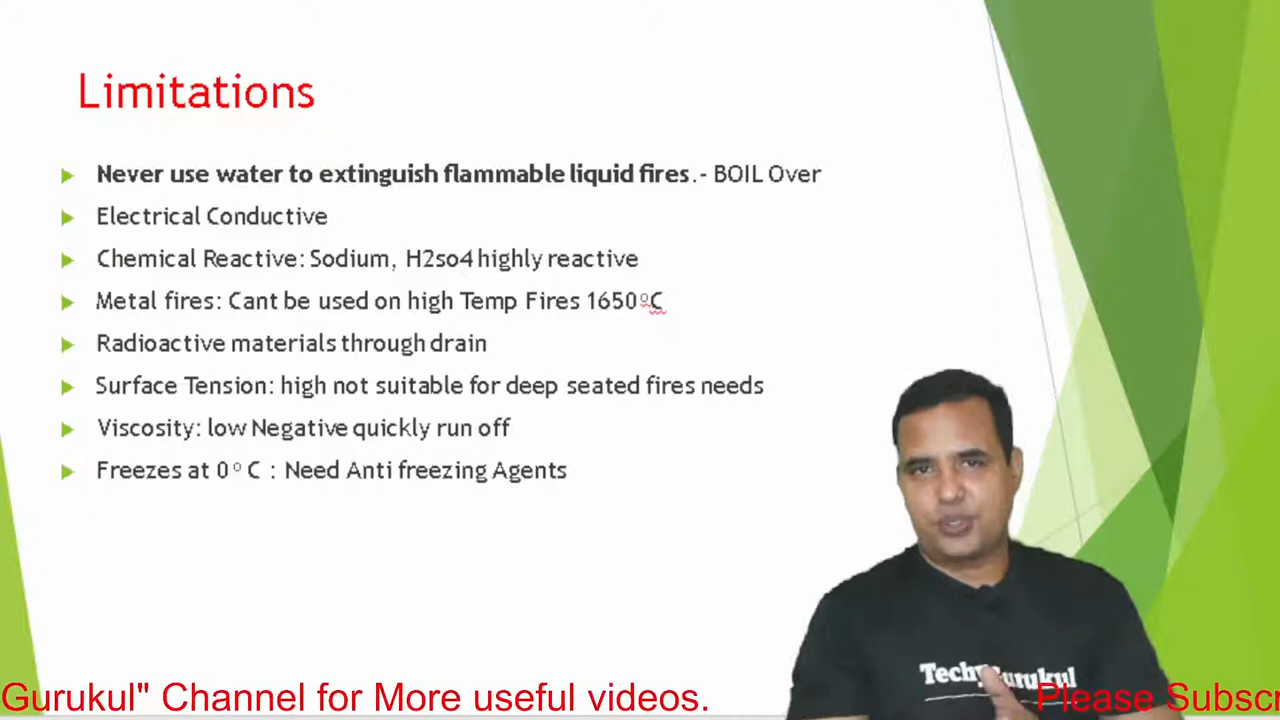 Limitations
Never use water to extinguish flammable liquid fires.- BOIL Over
Electrical Conductive
Chemical Reactive: Sodium, H2so4 highly reactive
Metal fires: Cant be used on high Temp Fires 1650ºC
Radioactive materials through drain
Surface Tension: high not suitable for deep seated fires needs
Viscosity: low Negative quickly run off
Freezes at 0º C : Need Anti freezing Agents
Gurukul" Channel for More useful videos.
Please Subscr